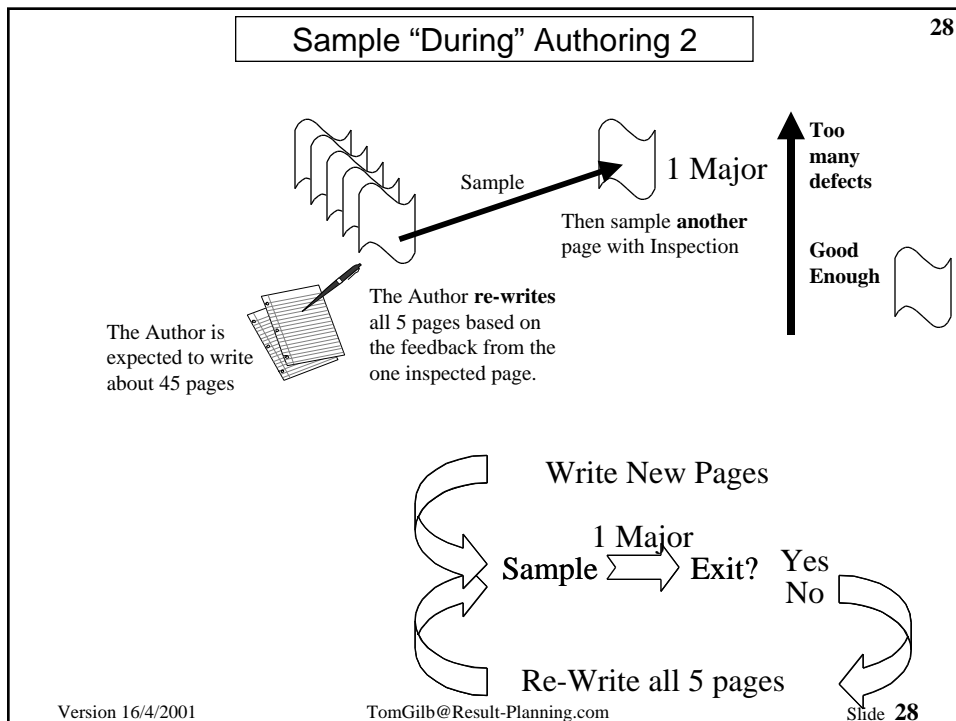 28
Sample “During” Authoring 2
Sample
1 Major
Too
many
defects
Then sample another
page with Inspection
Good
Enough
The Author is
expected to write
about 45 pages
The Author re-writes
all 5 pages based on
the feedback from the
one inspected page.
Write New Pages
1 Major
Sample
Exit?
Yes
No
Re-Write all 5 pages
Version 16/4/2001
TomGilb@Result-Planning.com
Slide 28